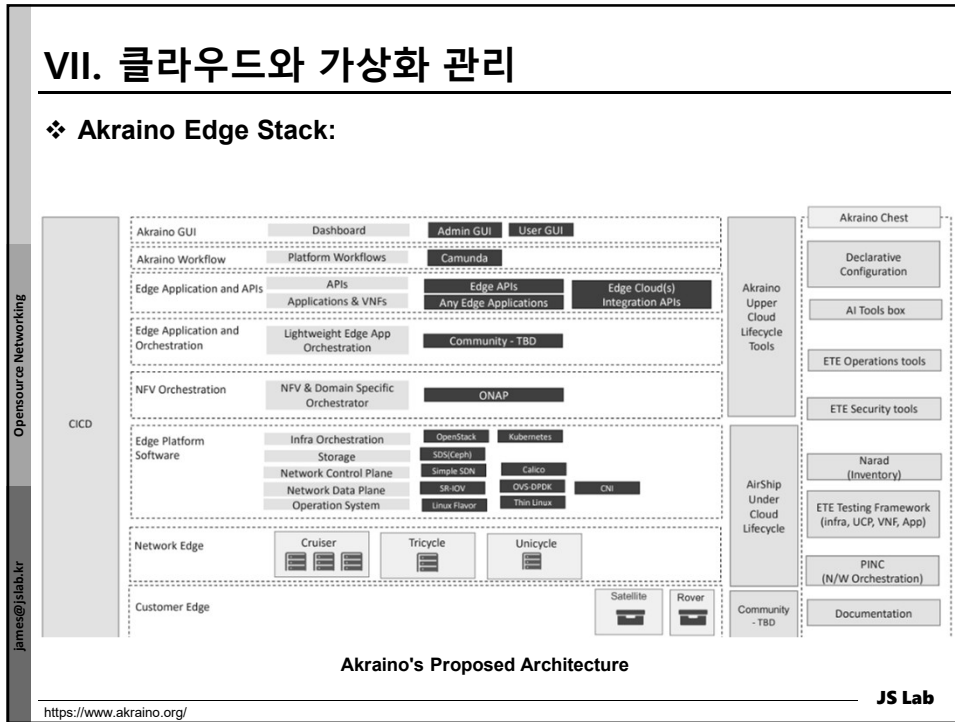 VII. 클라우드와 가상화 관리
❖ Akraino Edge Stack:
Opensource Networking
james@jslab.kr
CICD
Akraino GUI
Dashboard
Admin GUI
User GUI
Akraino Workflow
Platform Workflows
Camunda
Edge Application and APIs
APIs
Applications & VNFs
Edge APIs
Any Edge Applications
Edge Cloud(s)
Integration APIs
Edge Application and
Orchestration
Lightweight Edge App
Orchestration
Community - TBD
NFV Orchestration
NFV & Domain Specific
Orchestrator
ONAP
Edge Platform
Software
Infra Orchestration
OpenStack
Kubernetes
Storage
SDS(Ceph)
Network Control Plane
Simple SDN
Calico
Network Data Plane
SR-IOV
OVS-DPDK
CNI
Operation System
Linux Flavor
Thin Linux
Network Edge
Cruiser
Tricycle
Unicycle
Customer Edge
Satellite
Rover
Akraino
Upper
Cloud
Lifecycle
Tools
AirShip
Under
Cloud
Lifecycle
Community
- TBD
Akraino Chest
Declarative
Configuration
AI Tools box
ETE Operations tools
ETE Security tools
Narad
(Inventory)
ETE Testing Framework
(infra, UCP, VNF, App)
PINC
(N/W Orchestration)
Documentation
Akraino's Proposed Architecture
JS Lab
https://www.akraino.org/